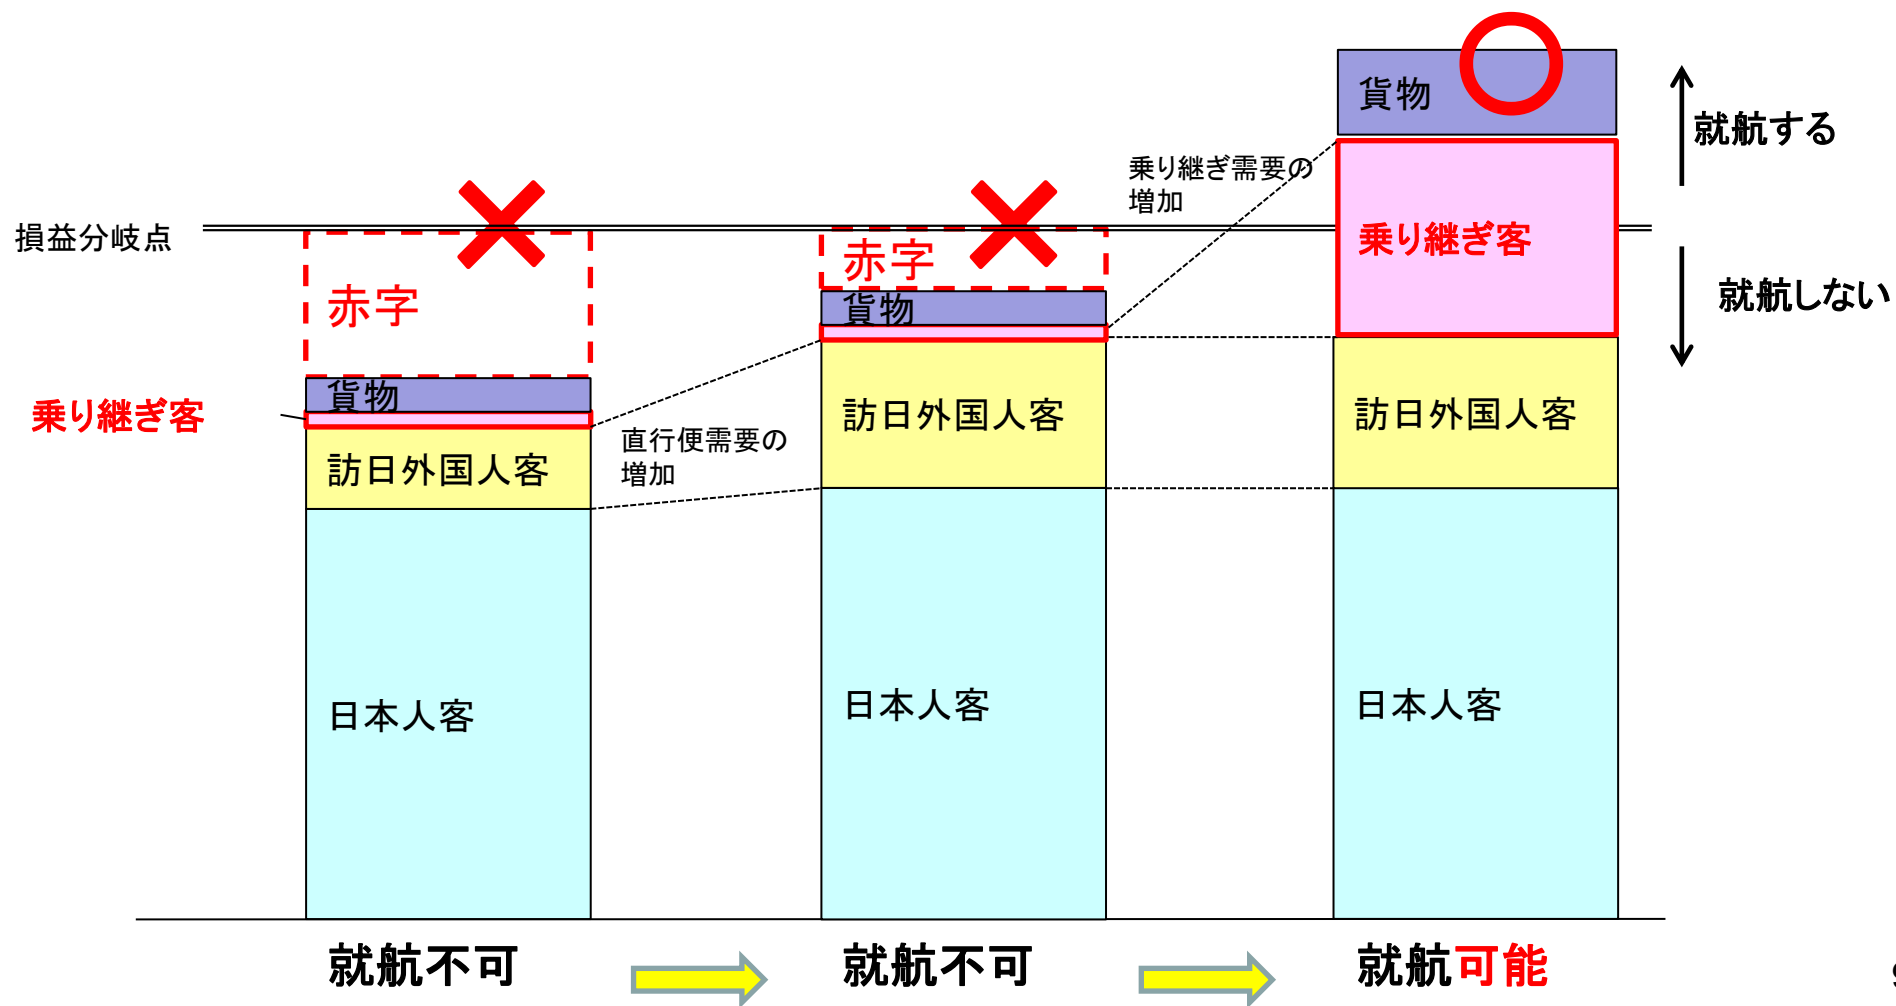 貨物
就航する
乗り継ぎ需要の
増加
損益分岐点
乗り継ぎ客
赤字
赤字
就航しない
貨物
貨物
乗り継ぎ客
訪日外国人客
訪日外国人客
直行便需要の
増加
訪日外国人客
日本人客
日本人客
日本人客
就航不可
就航不可
就航可能